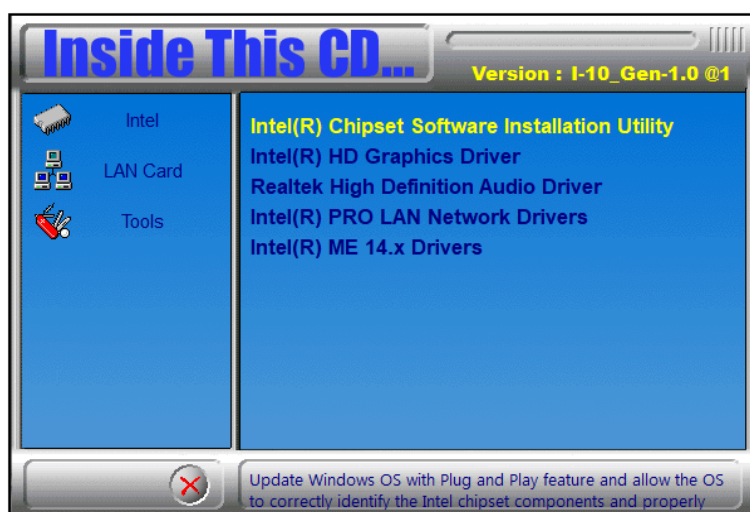 Inside This CD...
Version : I-10_Gen-1.0 @1
Intel
LAN Card
Tools
Intel(R) Chipset Software Installation Utility
Intel(R) HD Graphics Driver
Realtek High Definition Audio Driver
Intel(R) PRO LAN Network Drivers
Intel(R) ME 14.x Drivers
Update Windows OS with Plug and Play feature and allow the OS
to correctly identify the Intel chipset components and properly